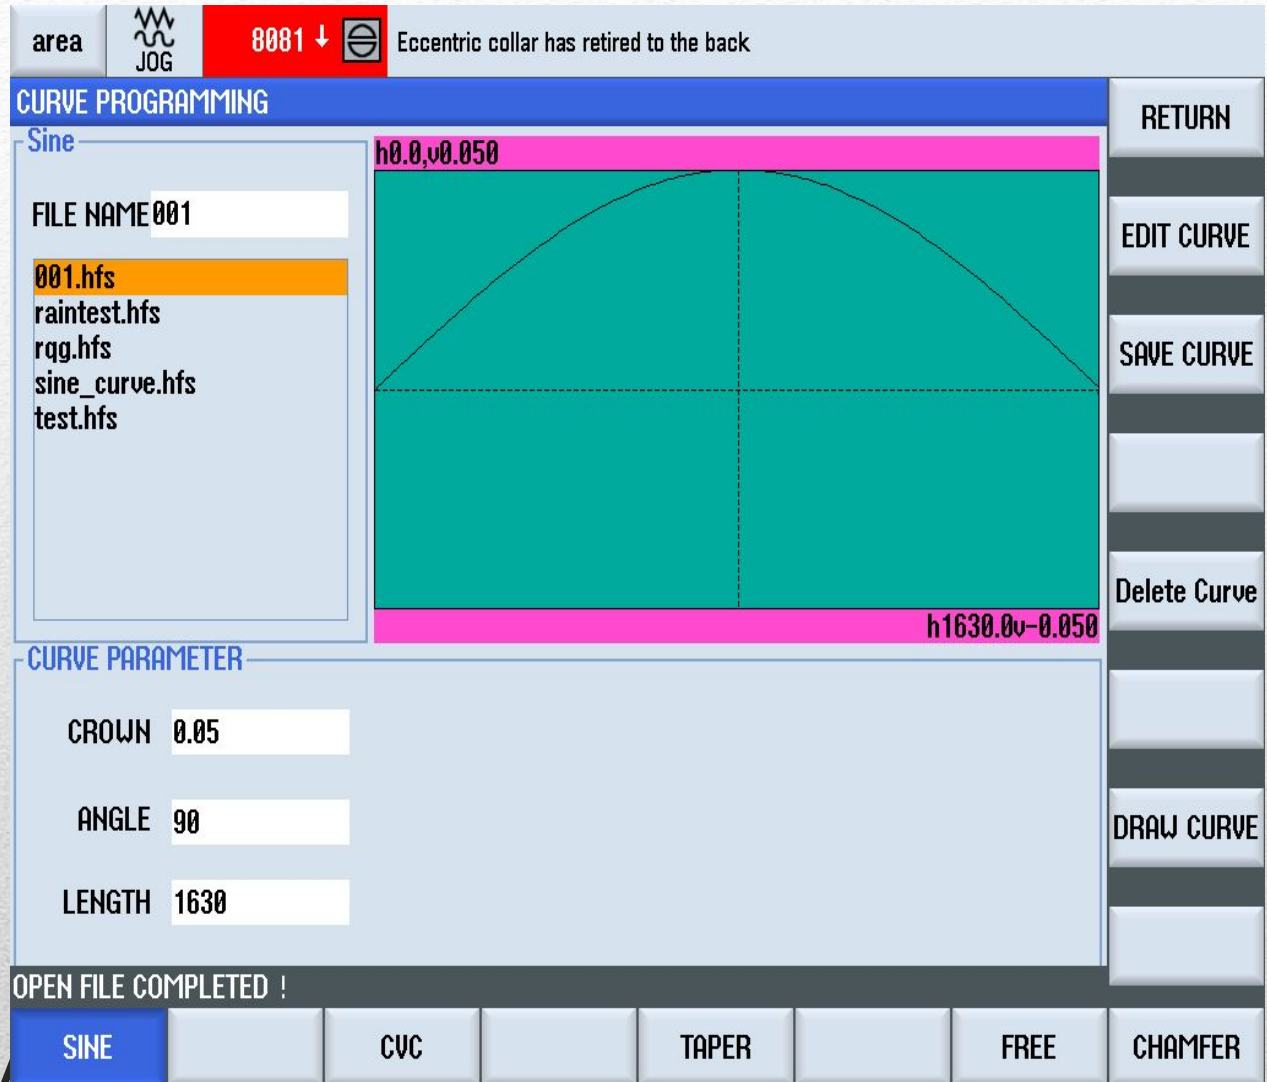 area
JOG
8081 ↓ Eccentric collar has retired to the back
CURVE PROGRAMMING
RETURN
Sine
h0.0,v0.050
FILE NAME 001
EDIT CURVE
001.hfs
raintest.hfs
rqg.hfs
sine_curve.hfs
test.hfs
SAVE CURVE
Delete Curve
h1630.0v-0.050
CURVE PARAMETER
CROWN 0.05
ANGLE 90
DRAW CURVE
LENGTH 1630
OPEN FILE COMPLETED !
SINE
CVC
TAPER
FREE
CHAMFER